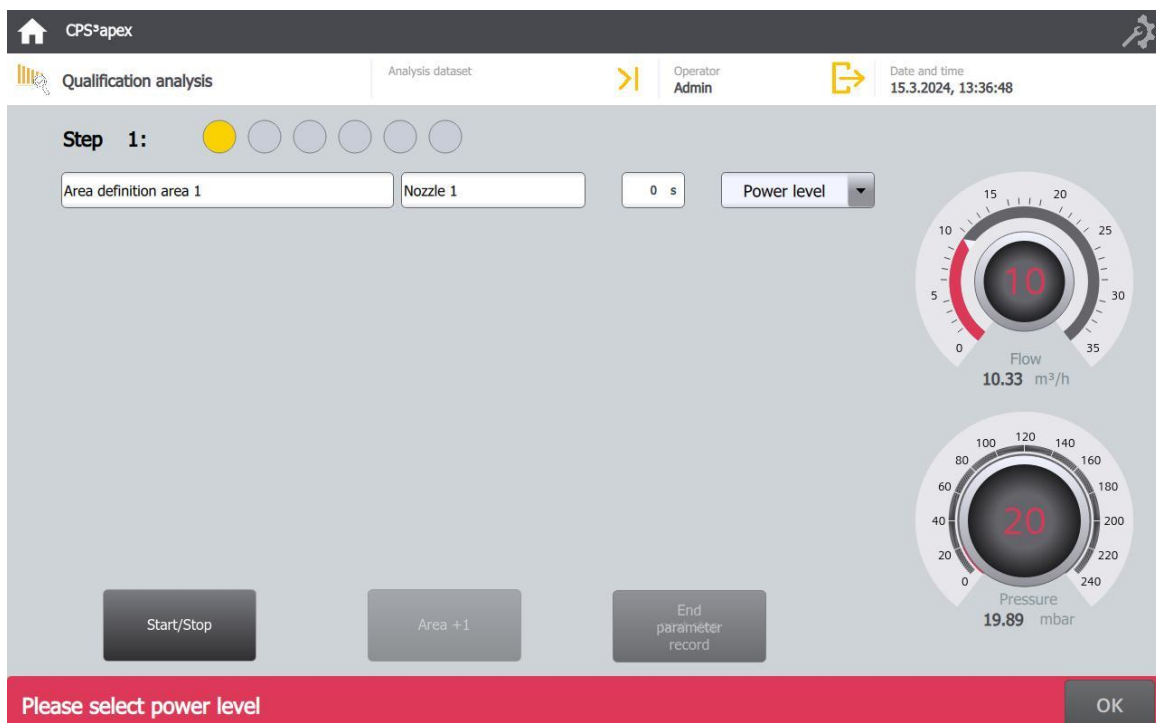 CPS³apex
Qualification analysis
Analysis dataset
Operator
Admin
Date and time
15.3.2024, 13:36:48
Step 1:
Area definition area 1
Nozzle 1
0 s
Power level
0
5
10
15
20
25
30
35
10
Flow
10.33 m³/h
0
20
40
60
80
100
120
140
160
180
200
220
240
20
Pressure
19.89 mbar
Start/Stop
Area +1
End
parameter
record
Please select power level
OK